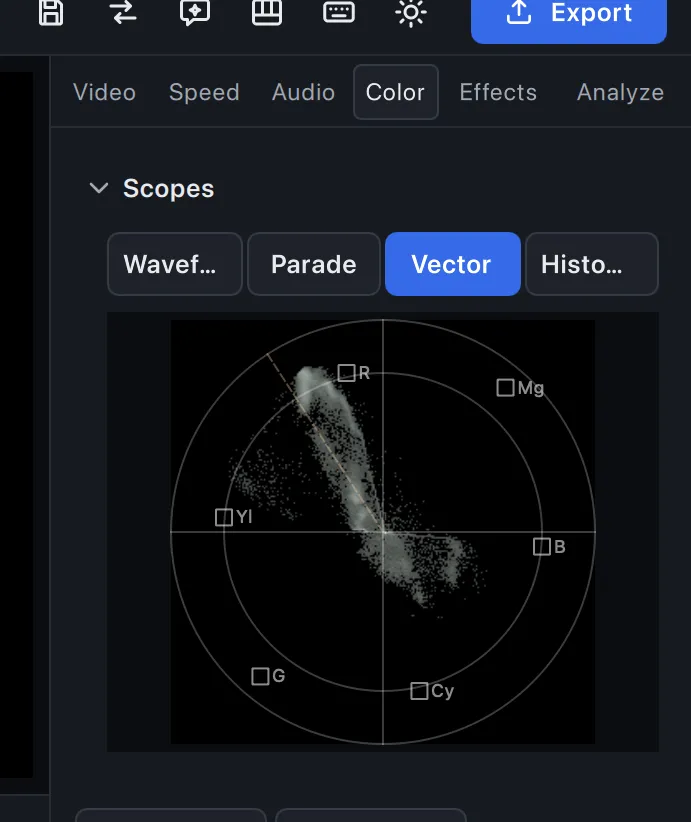 Export
Video Speed Audio Color Effects Analyze
Scopes
Wavef... Parade Vector Histo...
R
Mg
Yl
B
G
Cy